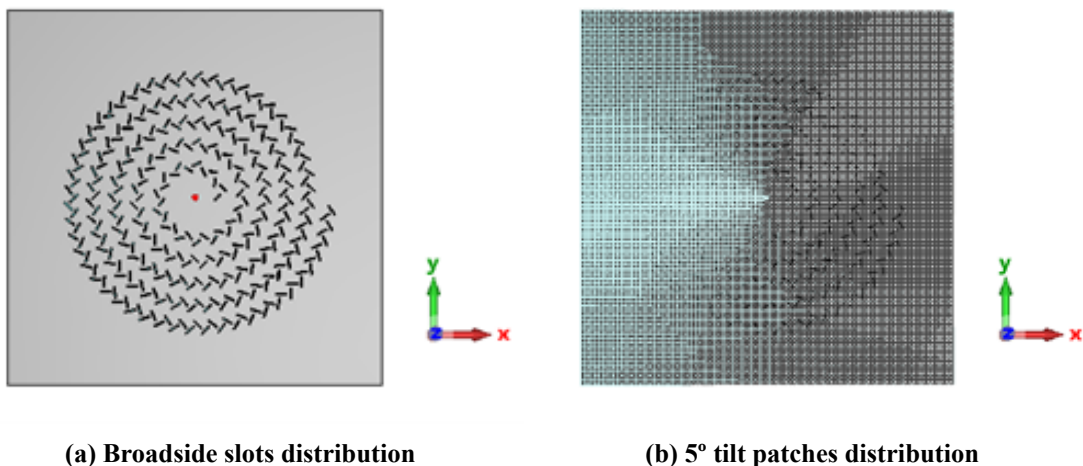 y
z x
y
z x
(a) Broadside slots distribution
(b) 5º tilt patches distribution